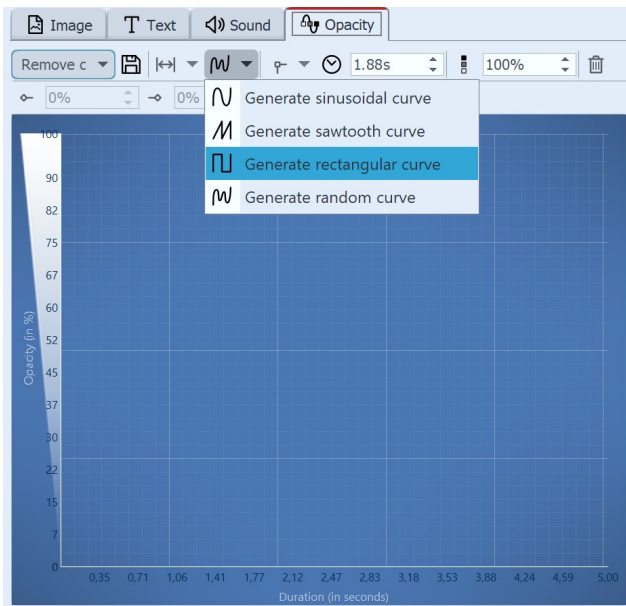 Image Text Sound Opacity
Remove c 1.88s 100%
0% 0%
Generate sinusoidal curve
Generate sawtooth curve
Generate rectangular curve
Generate random curve
100
90
82
75
67
60
52
45
37
30
22
15
7
0
Opacity (in %)
0,35 0,71 1,06 1,41 1,77 2,12 2,47 2,83 3,18 3,53 3,88 4,24 4,59 5,00
Duration (in seconds)